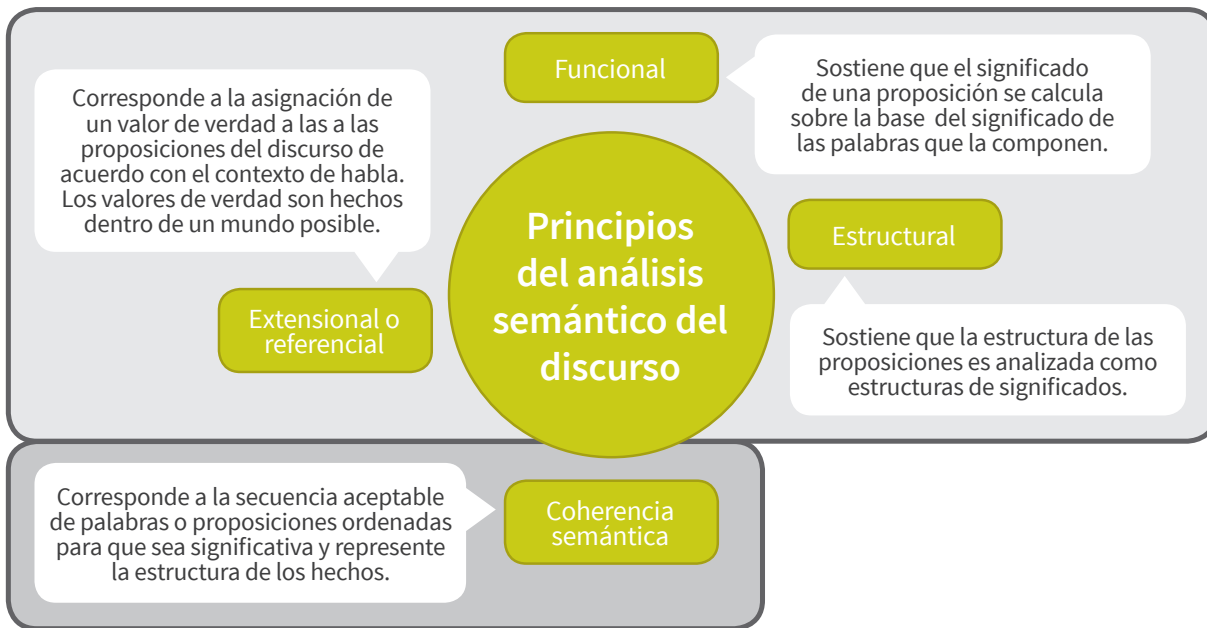 Funcional
Sostiene que el significado
de una proposición se calcula
sobre la base del significado de
las palabras que la componen.
Corresponde a la asignación de
un valor de verdad a las a las
proposiciones del discurso de
acuerdo con el contexto de habla.
Los valores de verdad son hechos
dentro de un mundo posible.
Principios
del análisis
semántico del
discurso
Estructural
Extensional o
referencial
Sostiene que la estructura de las
proposiciones es analizada como
estructuras de significados.
Corresponde a la secuencia aceptable
de palabras o proposiciones ordenadas
para que sea significativa y represente
la estructura de los hechos.
Coherencia
semántica